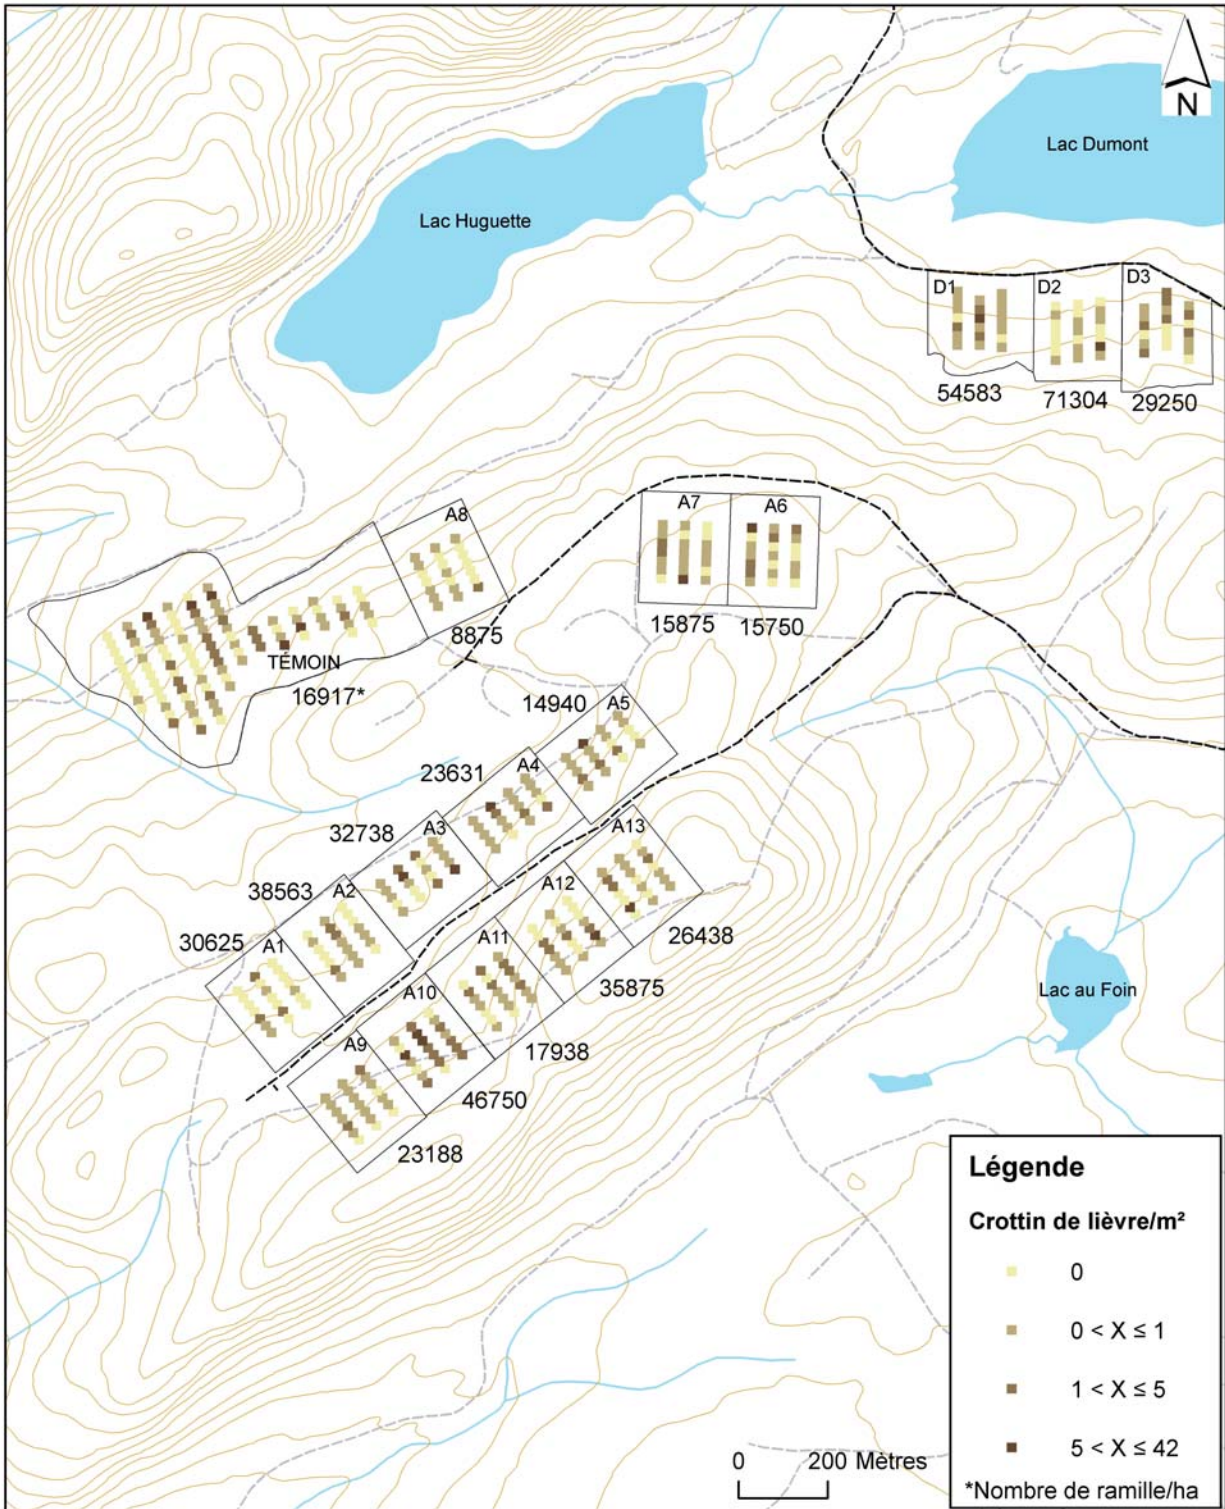 N
Lac Dumont
Lac Huguette
D1
D2
D3
54583
71304
29250
A8
A7
A6
8875
15875
15750
TÉMOIN
16917*
14940
A5
23631
A4
32738
A3
A13
38563
A2
A12
26438
30625
A1
A11
35875
Lac au Foin
A10
17938
A9
46750
23188
Légende
Crottin de lièvre/m²
0
0 < X ≤ 1
1 < X ≤ 5
5 < X ≤ 42
*Nombre de ramille/ha
0 200 Mètres